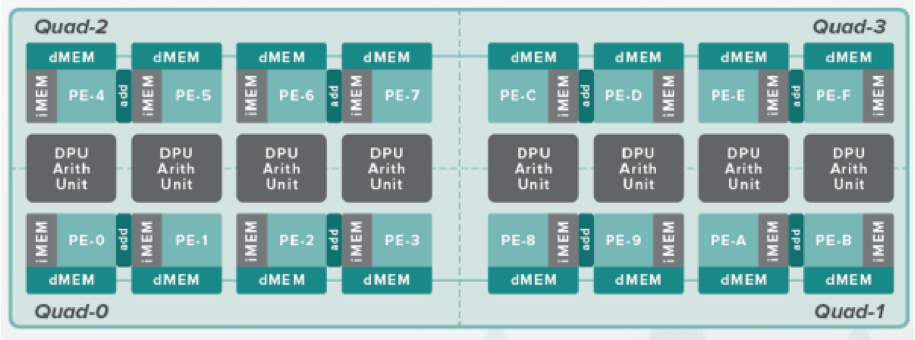 Quad-2
Quad-3
dMEM dMEM dMEM dMEM dMEM dMEM dMEM dMEM
iMEM PE-4 add iMEM PE-5 iMEM PE-6 add iMEM PE-7 PE-C iMEM add PE-D iMEM PE-E iMEM add PE-F iMEM
DPU DPU DPU DPU DPU DPU DPU DPU
Arith Arith Arith Arith Arith Arith Arith Arith
Unit Unit Unit Unit Unit Unit Unit Unit
iMEM PE-0 add iMEM PE-1 iMEM PE-2 add iMEM PE-3 PE-8 iMEM add PE-9 iMEM PE-A iMEM add PE-B iMEM
dMEM dMEM dMEM dMEM dMEM dMEM dMEM dMEM
Quad-0
Quad-1